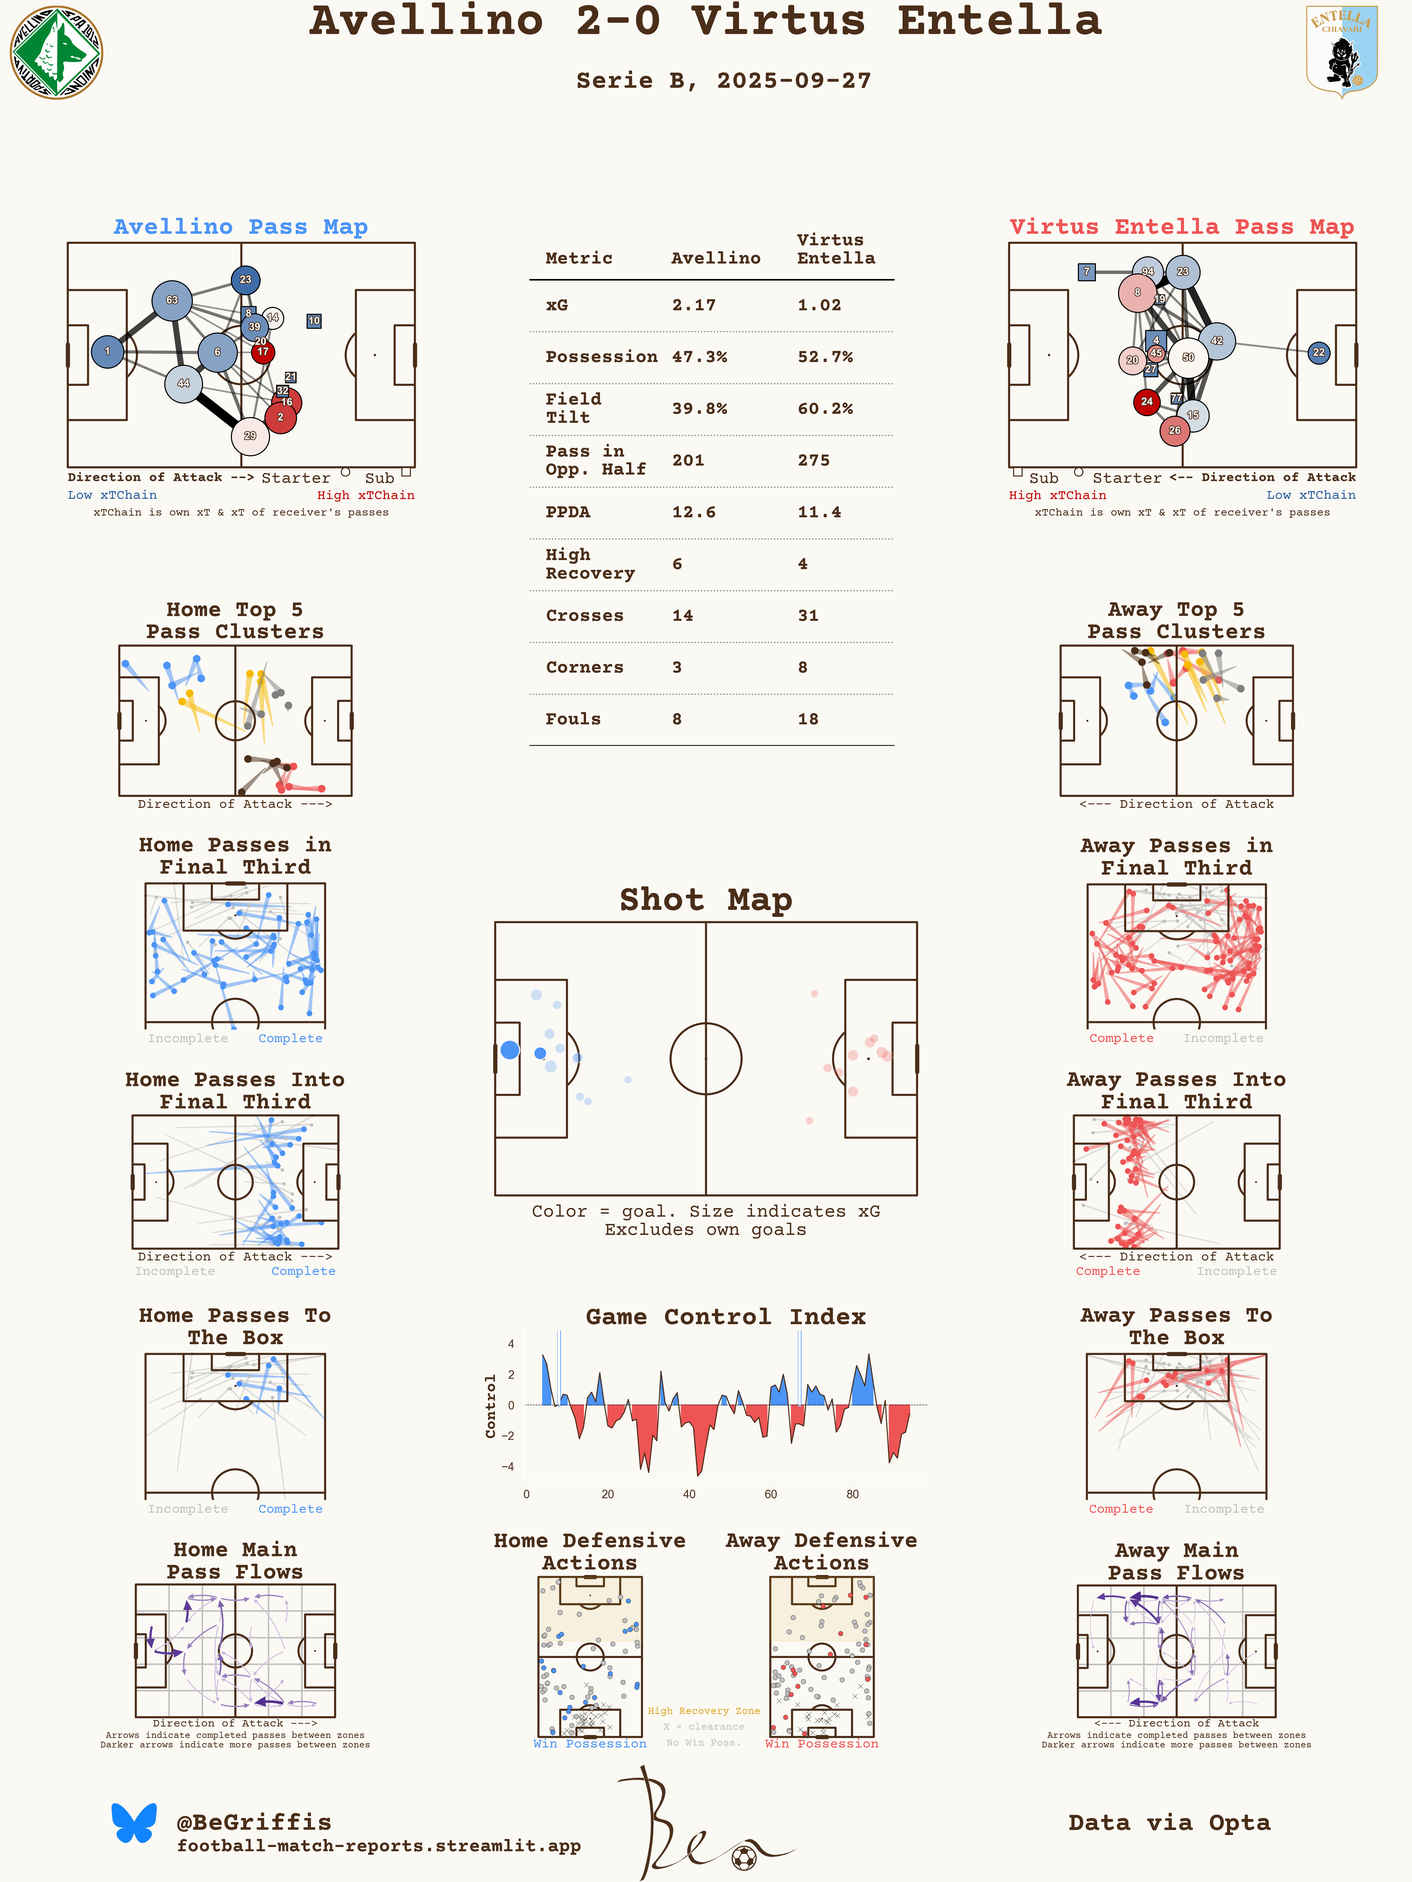 Avellino 2-0 Virtus Entella
Serie B, 2025-09-27
ENTELLA
CHIAVARI
Avellino Pass Map
23
63
8
14
39
10
20
1
6
17
44
21
32
16
2
29
Direction of Attack --> Starter Sub
Low xTChain High xTChain
xTChain is own xT & xT of receiver's passes
Metric Avellino Virtus Entella
xG 2.17 1.02
Possession 47.3% 52.7%
Field Tilt 39.8% 60.2%
Pass in Opp. Half 201 275
PPDA 12.6 11.4
High Recovery 6 4
Crosses 14 31
Corners 3 8
Fouls 8 18
Virtus Entella Pass Map
7
94
23
8
19
4
42
45
20
50
22
27
24
77
15
26
Sub Starter <-- Direction of Attack
High xTChain Low xTChain
xTChain is own xT & xT of receiver's passes
Home Top 5
Pass Clusters
Direction of Attack --->
Away Top 5
Pass Clusters
<--- Direction of Attack
Home Passes in
Final Third
Incomplete Complete
Away Passes in
Final Third
Complete Incomplete
Shot Map
Color = goal. Size indicates xG
Excludes own goals
Home Passes Into
Final Third
Direction of Attack --->
Incomplete Complete
Away Passes Into
Final Third
<--- Direction of Attack
Complete Incomplete
Home Passes To
The Box
Incomplete Complete
Game Control Index
Control
4
2
0
−2
−4
0 20 40 60 80
Away Passes To
The Box
Complete Incomplete
Home Main
Pass Flows
Direction of Attack --->
Arrows indicate completed passes between zones
Darker arrows indicate more passes between zones
Home Defensive
Actions
Win Possession
Away Defensive
Actions
Win Possession
High Recovery Zone
X = clearance
No Win Poss.
Away Main
Pass Flows
<--- Direction of Attack
Arrows indicate completed passes between zones
Darker arrows indicate more passes between zones
@BeGriffis
football-match-reports.streamlit.app
Ben
Data via Opta